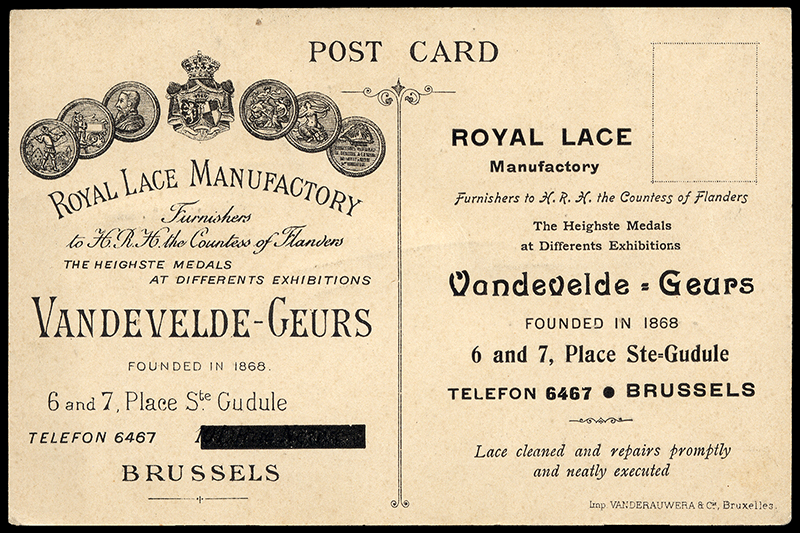 POST CARD
ROYAL LACE MANUFACTORY
Furnishers
to H.R.H. the Countess of Flanders
THE HEIGHSTE MEDALS
AT DIFFERENTS EXHIBITIONS
VANDEVELDE-GEURS
FOUNDED IN 1868.
6 and 7, Place Ste Gudule
TELEFON 6467
BRUSSELS
ROYAL LACE
Manufactory
Furnishers to H. R. H. the Countess of Flanders
The Heighste Medals
at Differents Exhibitions
Vandevelde = Geurs
FOUNDED IN 1868
6 and 7, Place Ste=Gudule
TELEFON 6467 ● BRUSSELS
Lace cleaned and repairs promptly
and neatly executed
Imp. VANDERAUWERA & Cie, Bruxelles.